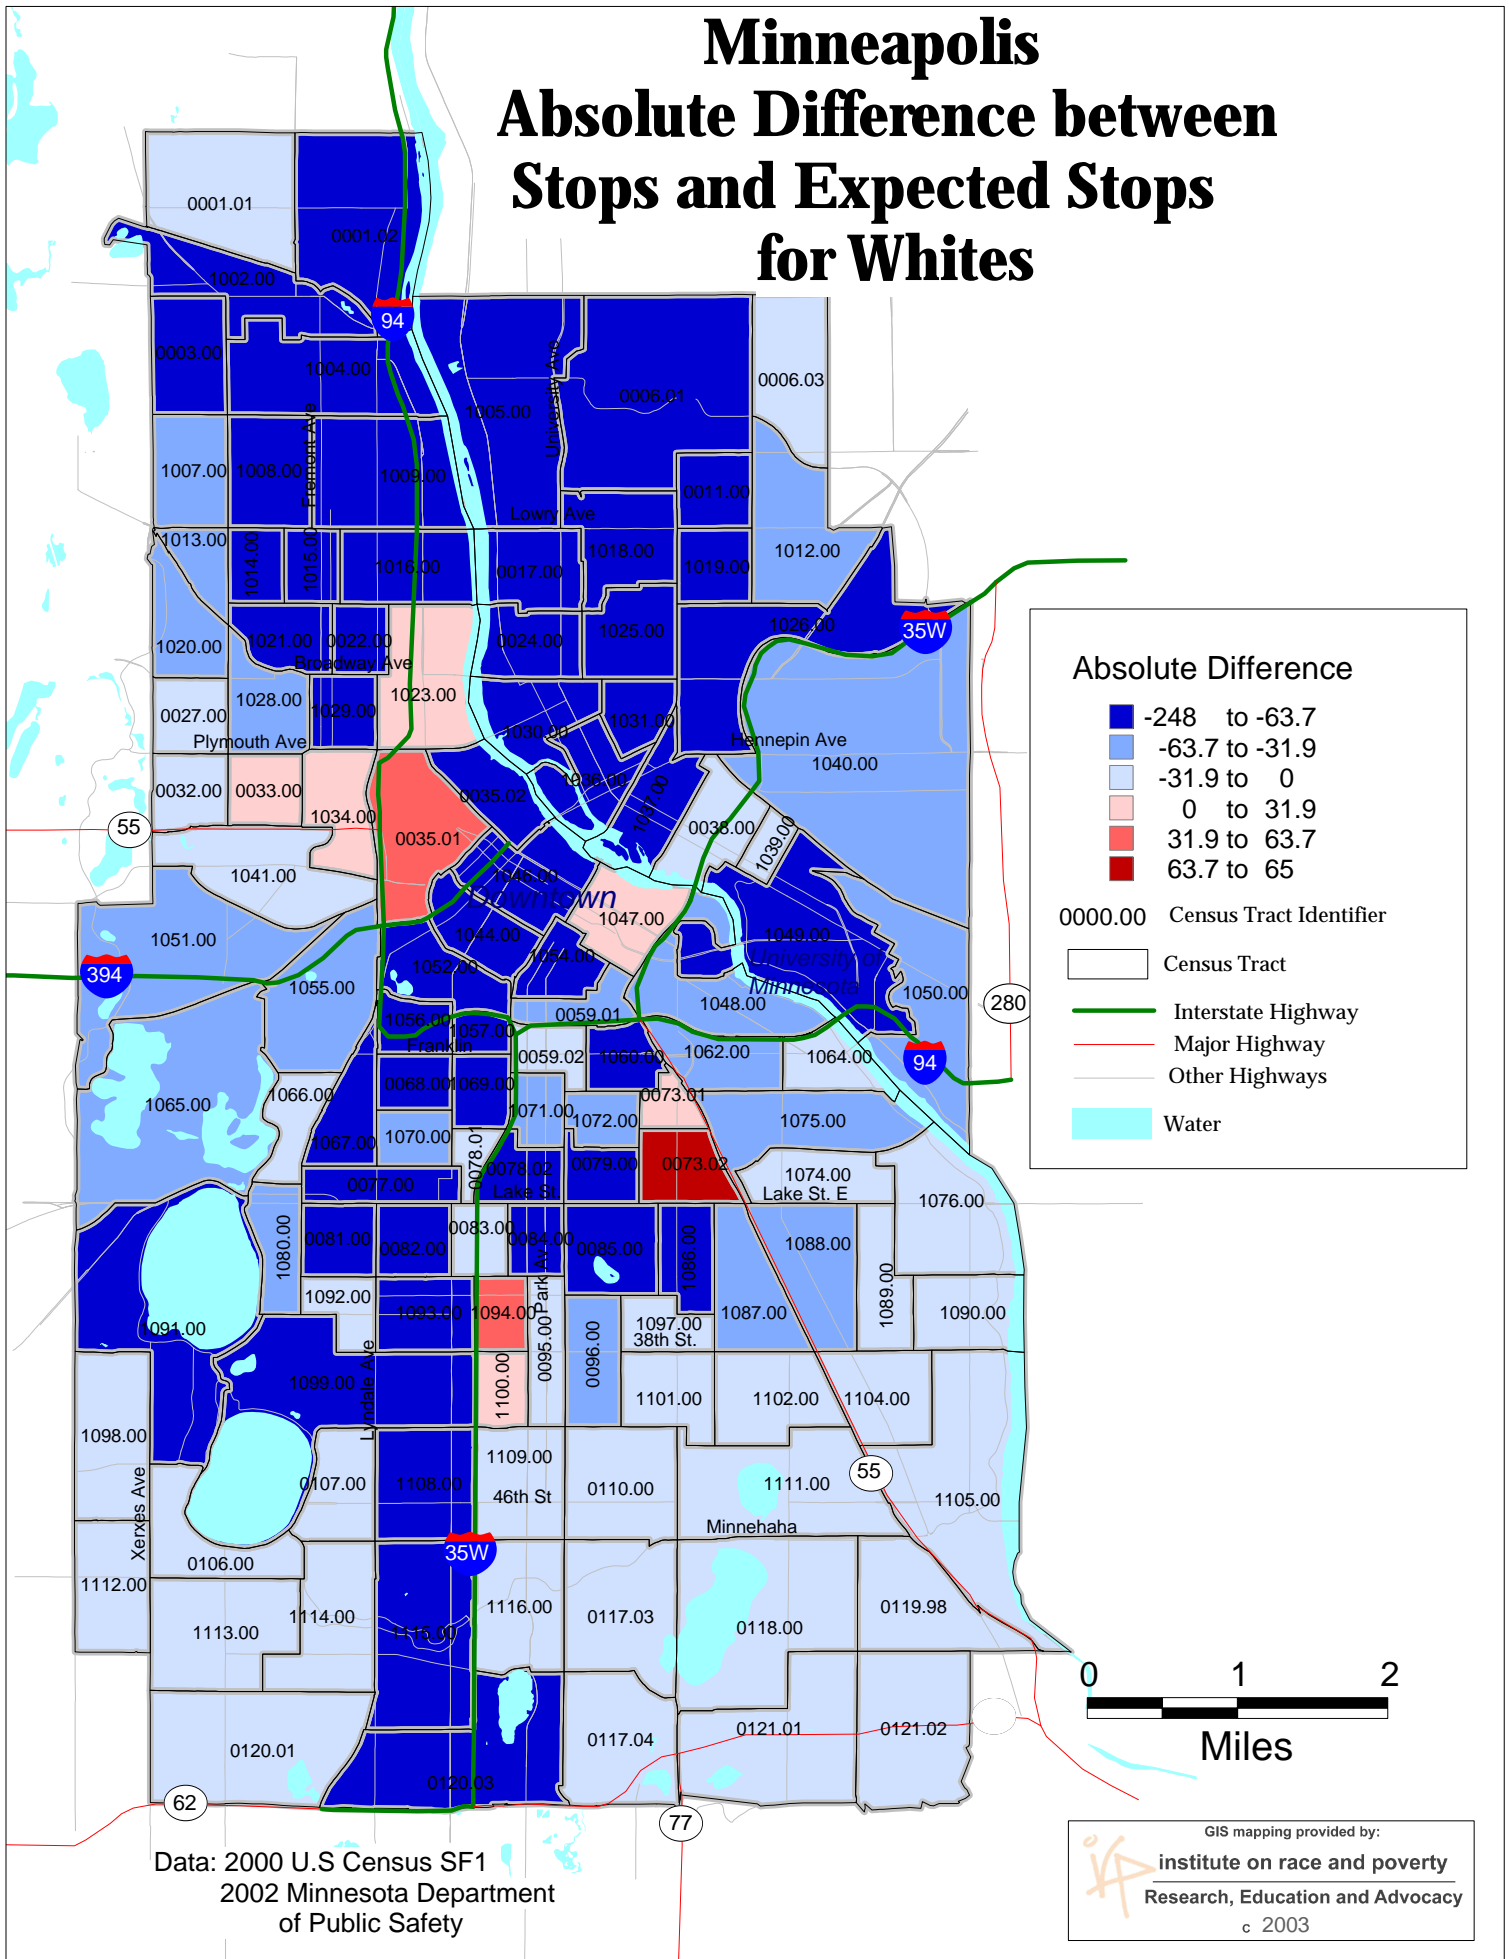 Minneapolis
Absolute Difference between
Stops and Expected Stops
for Whites
0001.01
0001.02
1002.00
94
0003.00
1004.00
1005.00
University Ave
0006.01
0006.03
Fremont Ave
1007.00
1008.00
1009.00
0011.00
Lowry Ave
1012.00
1013.00
1014.00
1015.00
1016.00
0017.00
1018.00
1019.00
1020.00
1021.00
0022.00
Broadway Ave
1023.00
0024.00
1025.00
1026.00
35W
0027.00
1028.00
1029.00
Plymouth Ave
1030.00
1031.00
Hennepin Ave
1040.00
0032.00
0033.00
1034.00
0035.01
0035.02
1036.00
1037.00
0038.00
1039.00
55
1041.00
1046.00
Downtown
1047.00
1044.00
1054.00
1049.00
University of
Minnesota
1051.00
394
1052.00
1055.00
1048.00
1050.00
280
1056.00
1057.00
Franklin
0059.01
0059.02
1060.00
1062.00
1064.00
94
1065.00
1066.00
1067.00
0068.00
1069.00
1070.00
1071.00
1072.00
0073.01
1075.00
0078.01
0078.02
0079.00
0073.02
1074.00
0077.00
Lake St.
Lake St. E
1076.00
1080.00
0081.00
0082.00
0083.00
0084.00
0085.00
1086.00
1088.00
1087.00
1089.00
1090.00
1091.00
1092.00
1093.00
1094.00
Park Av
0095.00
0096.00
1097.00
38th St.
1098.00
1099.00
Lyndale Ave
1100.00
1101.00
1102.00
1104.00
Xerxes Ave
0107.00
1108.00
1109.00
46th St
0110.00
1111.00
55
1105.00
Minnehaha
0106.00
35W
1112.00
1113.00
1114.00
1115.00
1116.00
0117.03
0118.00
0119.98
0120.01
0120.03
0117.04
0121.01
0121.02
62
77
Absolute Difference
-248 to -63.7
-63.7 to -31.9
-31.9 to 0
0 to 31.9
31.9 to 63.7
63.7 to 65
0000.00 Census Tract Identifier
Census Tract
Interstate Highway
Major Highway
Other Highways
Water
0 1 2
Miles
Data: 2000 U.S Census SF1
2002 Minnesota Department
of Public Safety
GIS mapping provided by:
irp
institute on race and poverty
Research, Education and Advocacy
c 2003